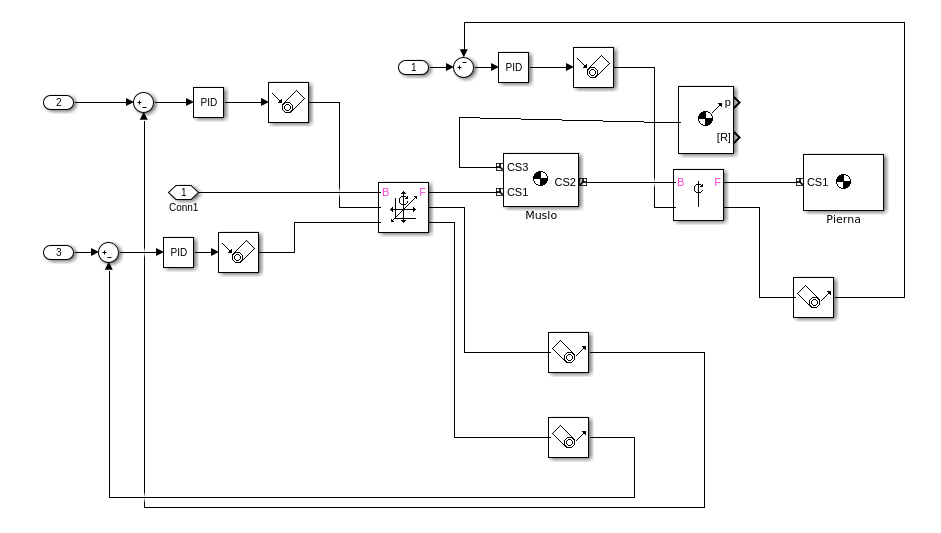 1
PID
2
PID
p
[R]
CS3
CS1
CS2
Muslo
B
F
CS1
Pierna
1
Conn1
B
F
3
PID